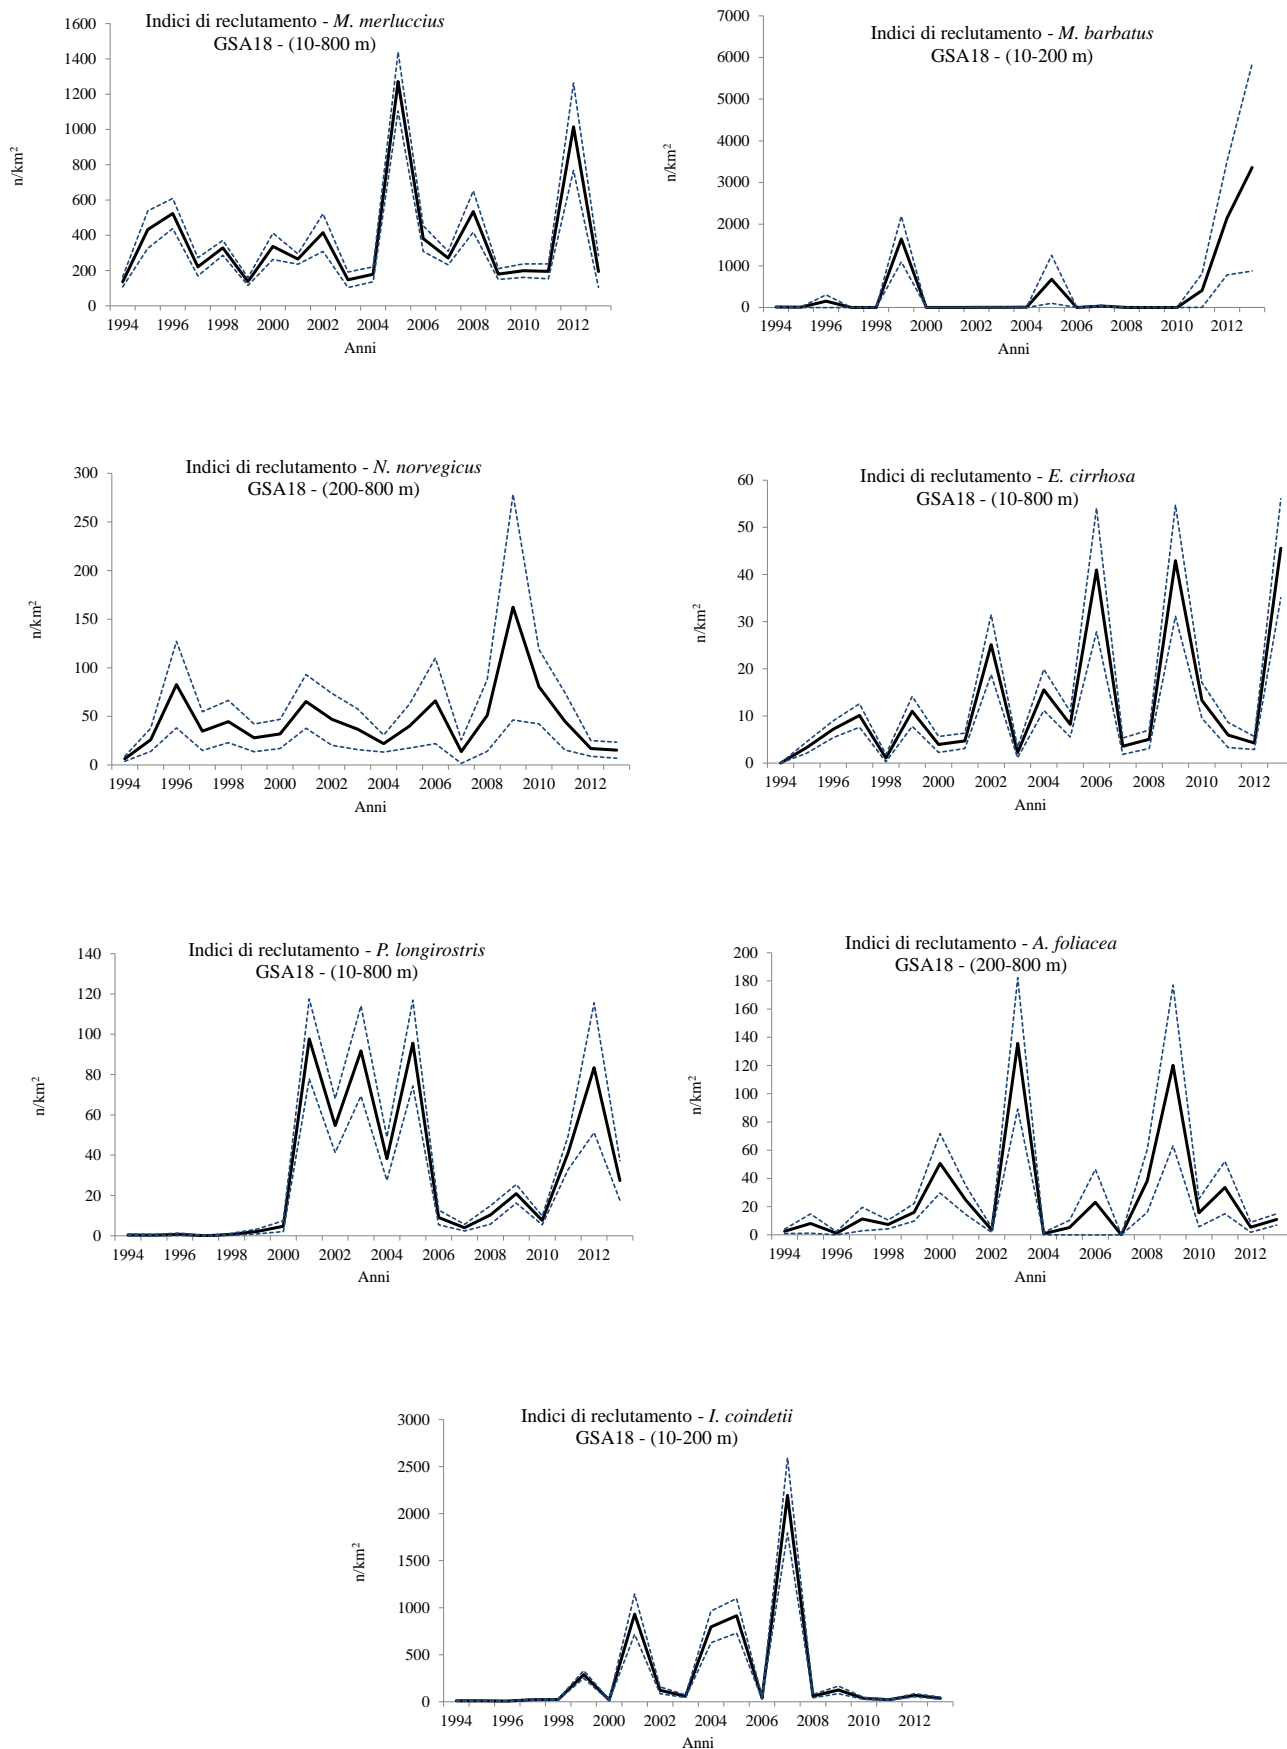 Indici di reclutamento - M. merluccius
GSA18 - (10-800 m)
1600
1400
1200
1000
800
600
400
200
0
n/km²
1994 1996 1998 2000 2002 2004 2006 2008 2010 2012
Anni
Indici di reclutamento - M. barbatus
GSA18 - (10-200 m)
7000
6000
5000
4000
3000
2000
1000
0
n/km²
1994 1996 1998 2000 2002 2004 2006 2008 2010 2012
Anni
Indici di reclutamento - N. norvegicus
GSA18 - (200-800 m)
300
250
200
150
100
50
0
n/km²
1994 1996 1998 2000 2002 2004 2006 2008 2010 2012
Anni
Indici di reclutamento - E. cirrhosa
GSA18 - (10-800 m)
60
50
40
30
20
10
0
n/km²
1994 1996 1998 2000 2002 2004 2006 2008 2010 2012
Anni
Indici di reclutamento - P. longirostris
GSA18 - (10-800 m)
140
120
100
80
60
40
20
0
n/km²
1994 1996 1998 2000 2002 2004 2006 2008 2010 2012
Anni
Indici di reclutamento - A. foliacea
GSA18 - (200-800 m)
200
180
160
140
120
100
80
60
40
20
0
n/km²
1994 1996 1998 2000 2002 2004 2006 2008 2010 2012
Anni
Indici di reclutamento - I. coindetii
GSA18 - (10-200 m)
3000
2500
2000
1500
1000
500
0
n/km²
1994 1996 1998 2000 2002 2004 2006 2008 2010 2012
Anni